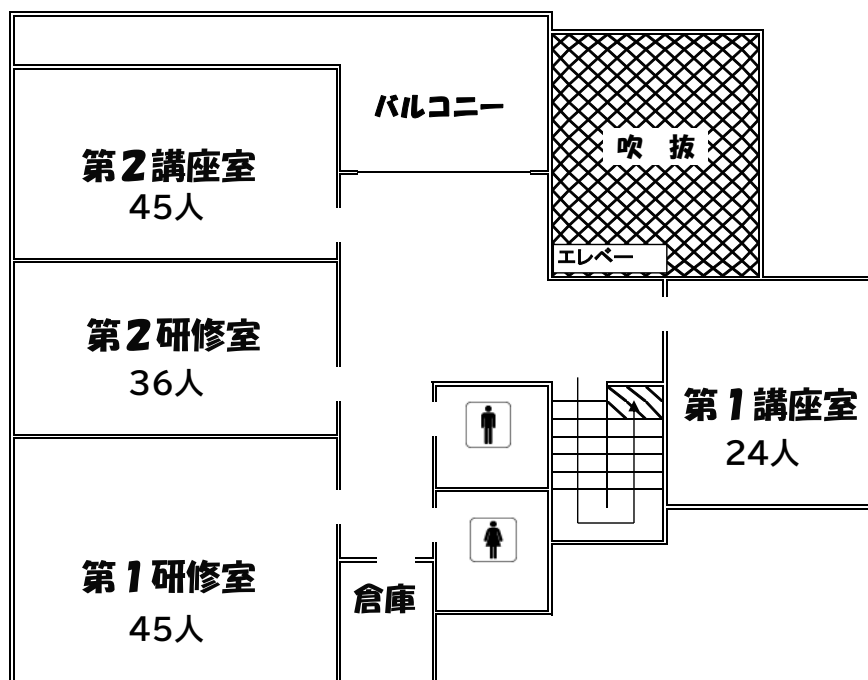 バルコニー
吹 抜
第2講座室
45人
エレベー
第2研修室
36人
第1講座室
24人
第1研修室
45人
倉庫